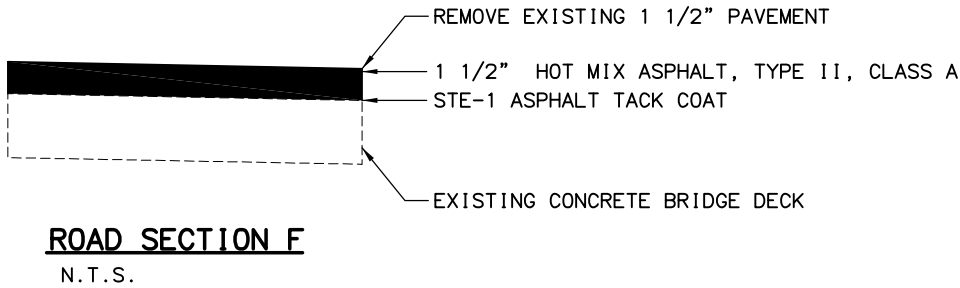 REMOVE EXISTING 1 1/2" PAVEMENT
1 1/2" HOT MIX ASPHALT, TYPE II, CLASS A
STE-1 ASPHALT TACK COAT
EXISTING CONCRETE BRIDGE DECK
ROAD SECTION F
N.T.S.